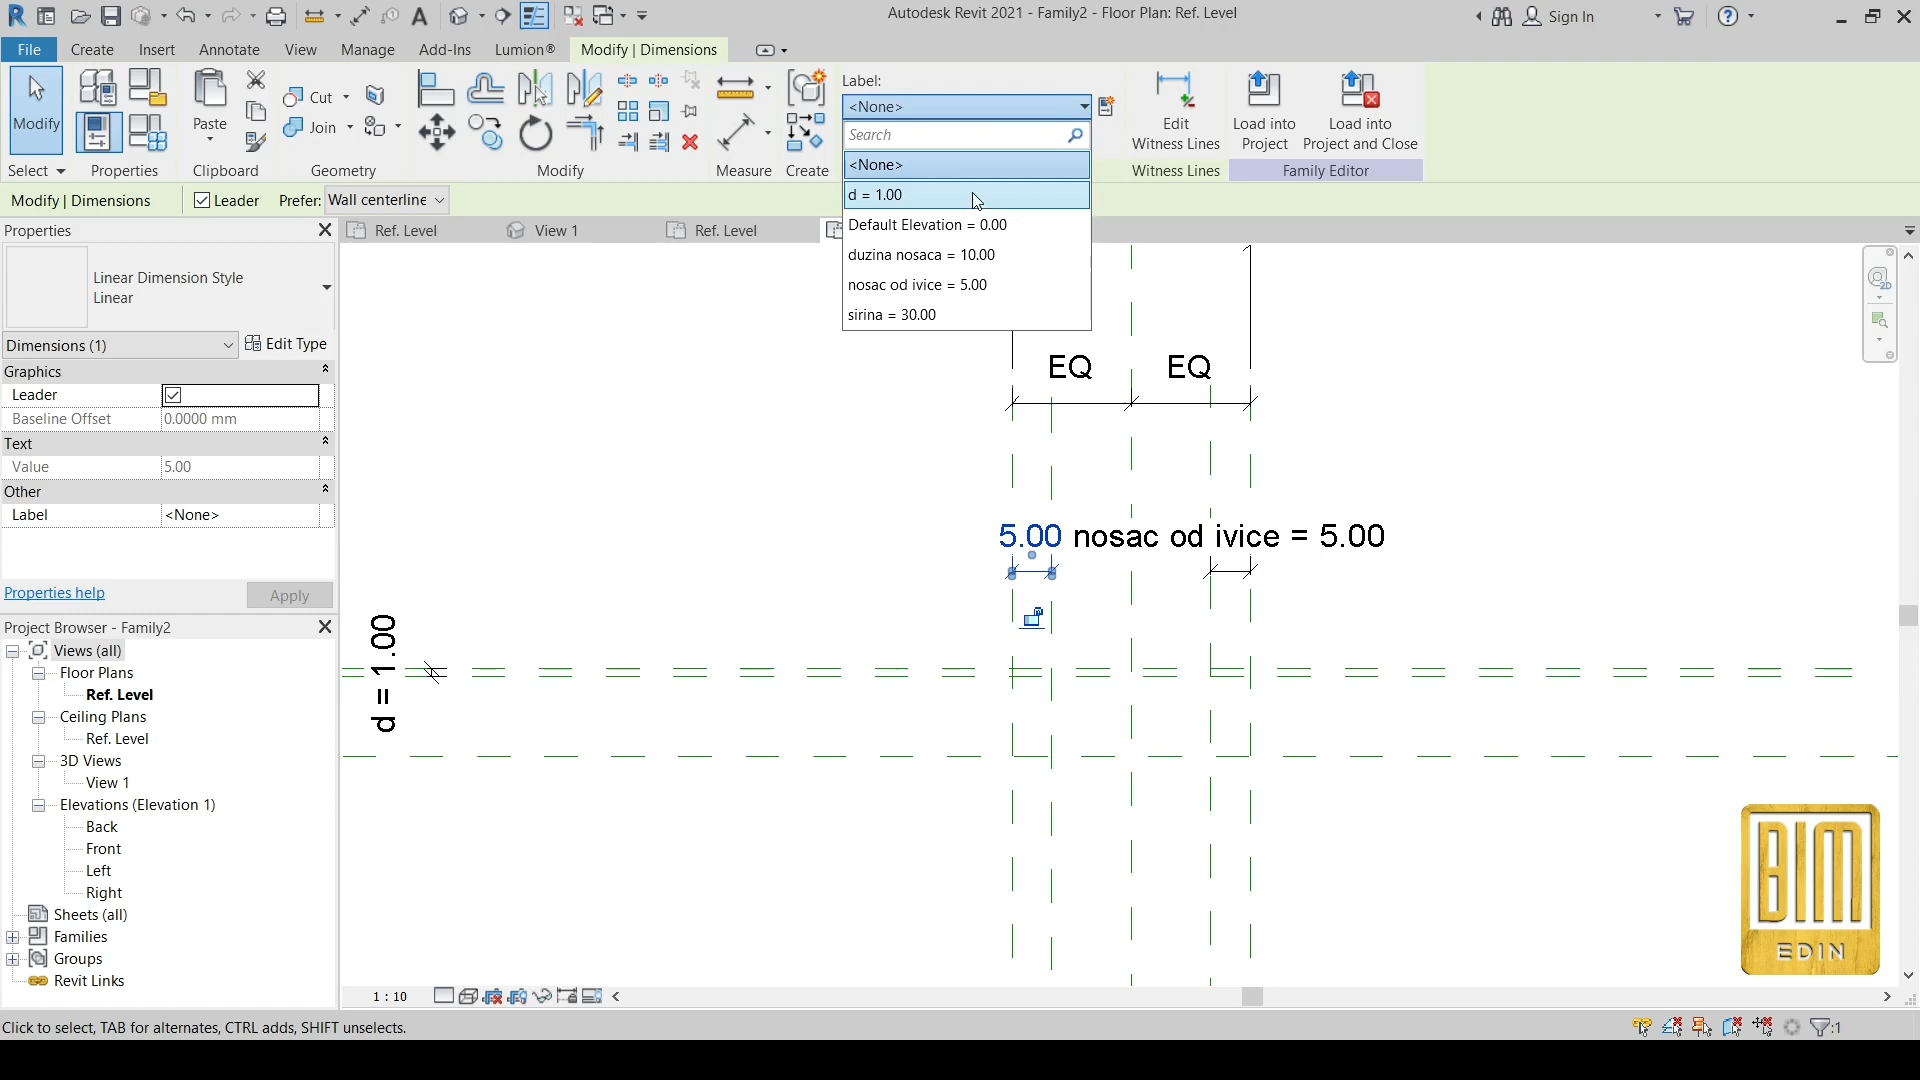 Autodesk Revit 2021 - Family2 - Floor Plan: Ref. Level
Sign In
File Create Insert Annotate View Manage Add-Ins Lumion® Modify | Dimensions
Modify
Paste
Cut
Join
Label:
<None>
Search
<None>
d = 1.00
Default Elevation = 0.00
duzina nosaca = 10.00
nosac od ivice = 5.00
sirina = 30.00
Edit
Witness Lines
Load into
Project
Load into
Project and Close
Select Properties Clipboard Geometry Modify Measure Create Witness Lines Family Editor
Modify | Dimensions Leader Prefer: Wall centerline
Properties
Linear Dimension Style
Linear
Dimensions (1) Edit Type
Graphics
Leader
Baseline Offset 0.0000 mm
Text
Value 5.00
Other
Label <None>
Properties help Apply
Project Browser - Family2
Views (all)
Floor Plans
Ref. Level
Ceiling Plans
Ref. Level
3D Views
View 1
Elevations (Elevation 1)
Back
Front
Left
Right
Sheets (all)
Families
Groups
Revit Links
Ref. Level View 1 Ref. Level
2D
EQ EQ
5.00 nosac od ivice = 5.00
d = 1.00
BIM
EDIN
1 : 10
Click to select, TAB for alternates, CTRL adds, SHIFT unselects.
:1